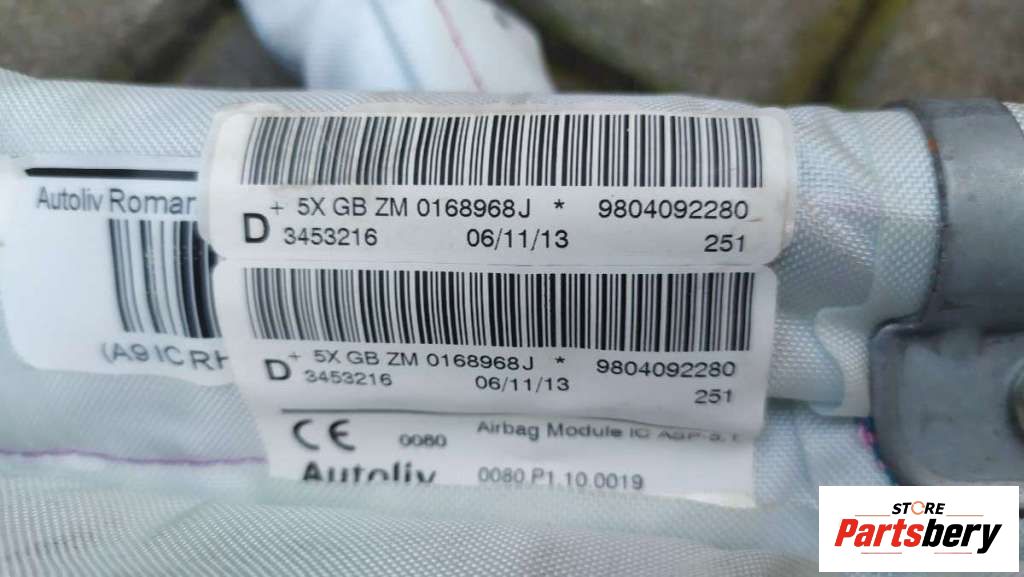 + 5X GB ZM 0168968J * 9804092280
D 3453216 06/11/13 251
Autoliv
(A9 IC RH
+ 5X GB ZM 0168968J * 9804092280
D 3453216 06/11/13 251
CE 0080 Airbag Module IC
Autoliv 0080 P1 10 0019
STORE
Partsbery